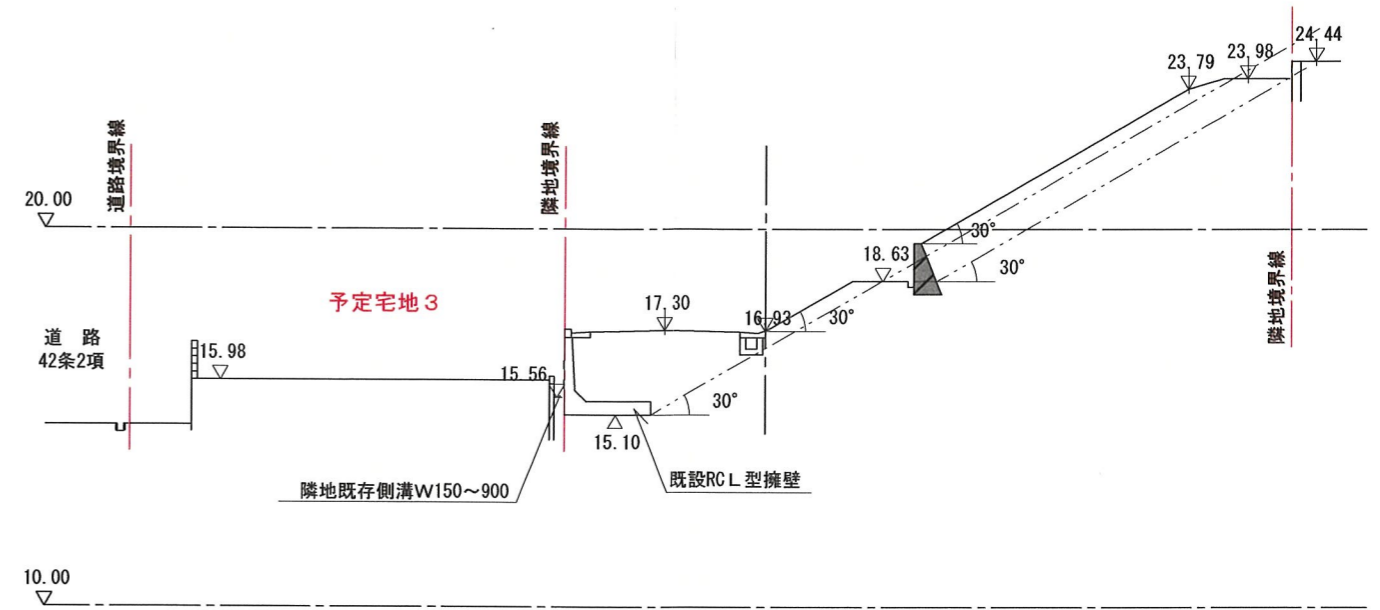 24.44
23.98
23.79
道路境界線
隣地境界線
20.00
30°
18.63
30°
隣地境界線
予定宅地3
17.30
16.93
30°
道 路
42条2項
15.98
15.56
30°
15.10
既設RCL型擁壁
隣地既存側溝W150~900
10.00